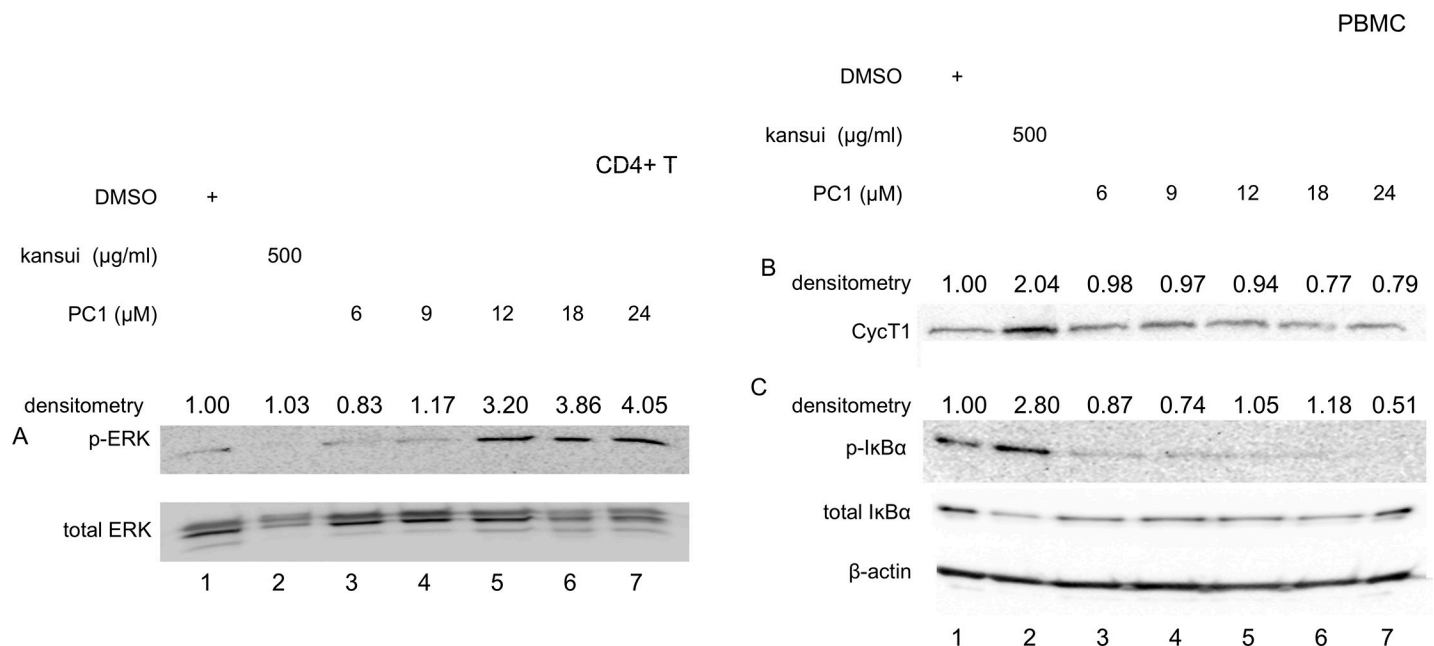 CD4+ T
DMSO +
kansui (µg/ml) 500
PC1 (µM) 6 9 12 18 24
densitometry 1.00 1.03 0.83 1.17 3.20 3.86 4.05
A p-ERK
total ERK
1 2 3 4 5 6 7
PBMC
DMSO +
kansui (µg/ml) 500
PC1 (µM) 6 9 12 18 24
B densitometry 1.00 2.04 0.98 0.97 0.94 0.77 0.79
CycT1
C
densitometry 1.00 2.80 0.87 0.74 1.05 1.18 0.51
p-IκBα
total IκBα
β-actin
1 2 3 4 5 6 7